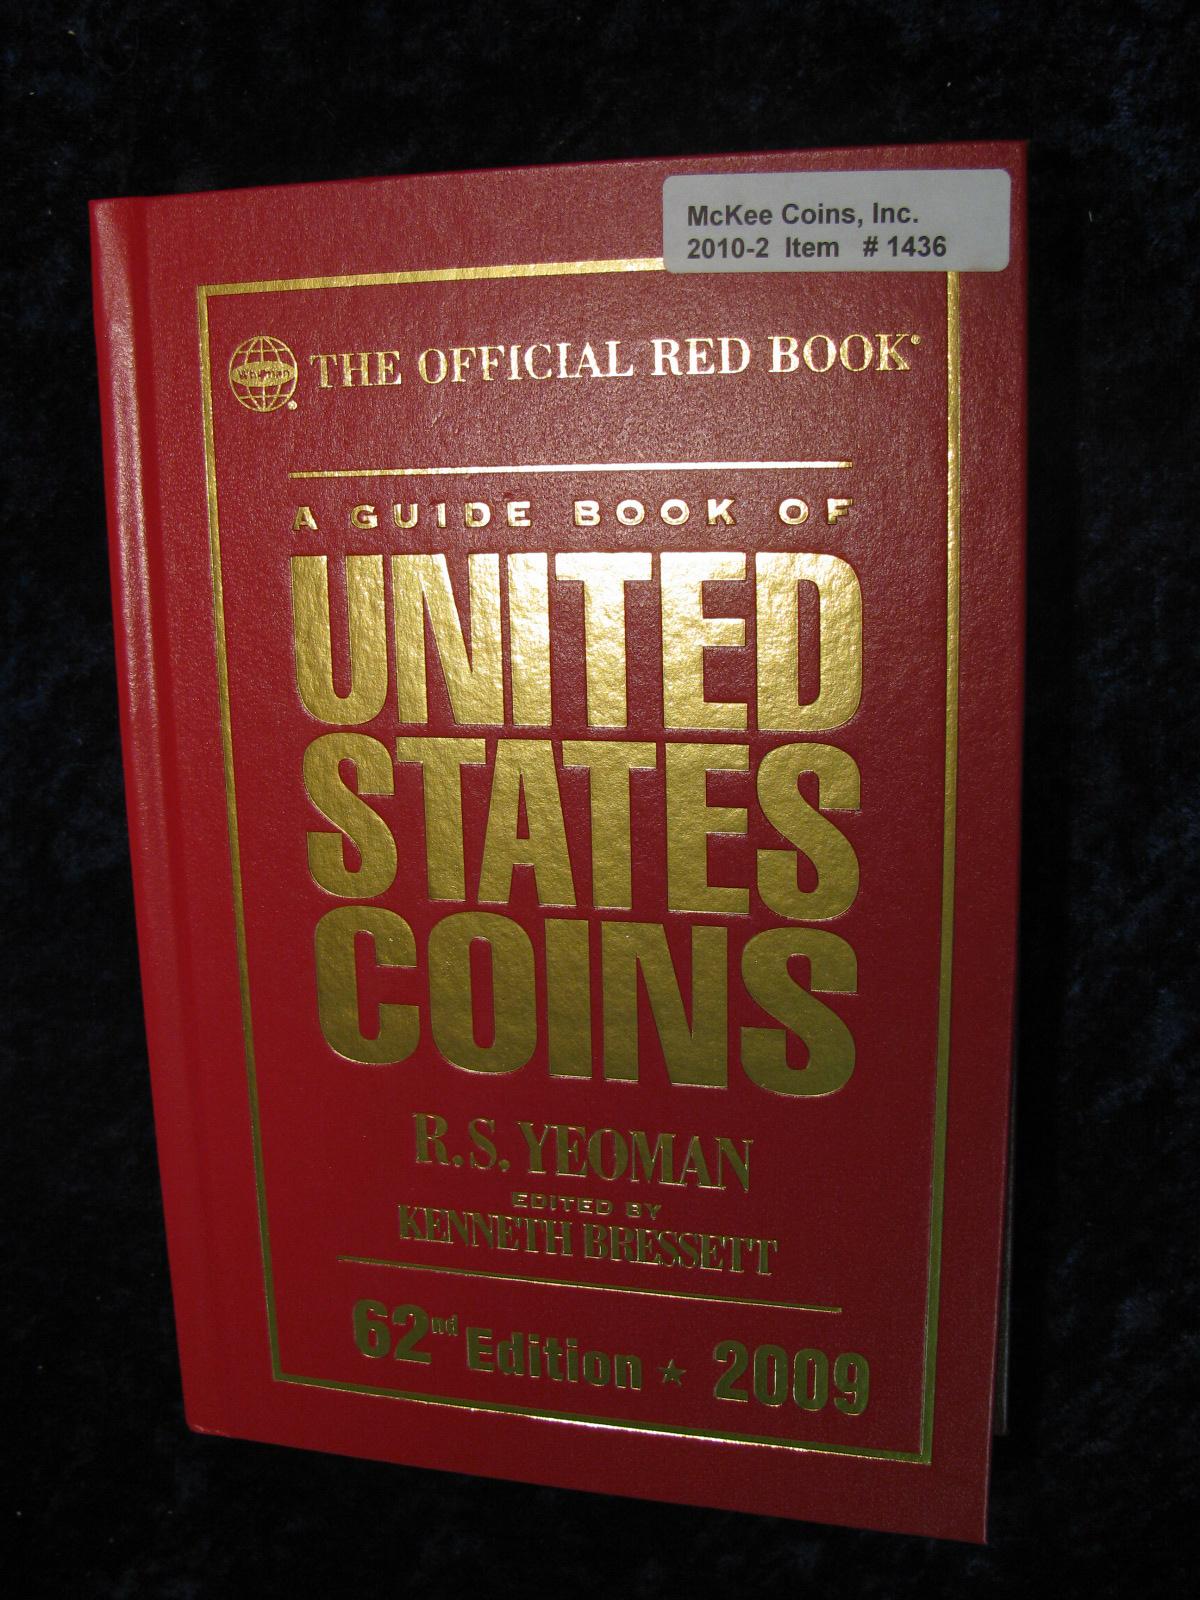 McKee Coins, Inc.
2010-2 Item # 1436
Whitman®
THE OFFICIAL RED BOOK®
A GUIDE BOOK OF
UNITED
STATES
COINS
R.S. YEOMAN
EDITED BY
KENNETH BRESSETT
62nd Edition ★ 2009